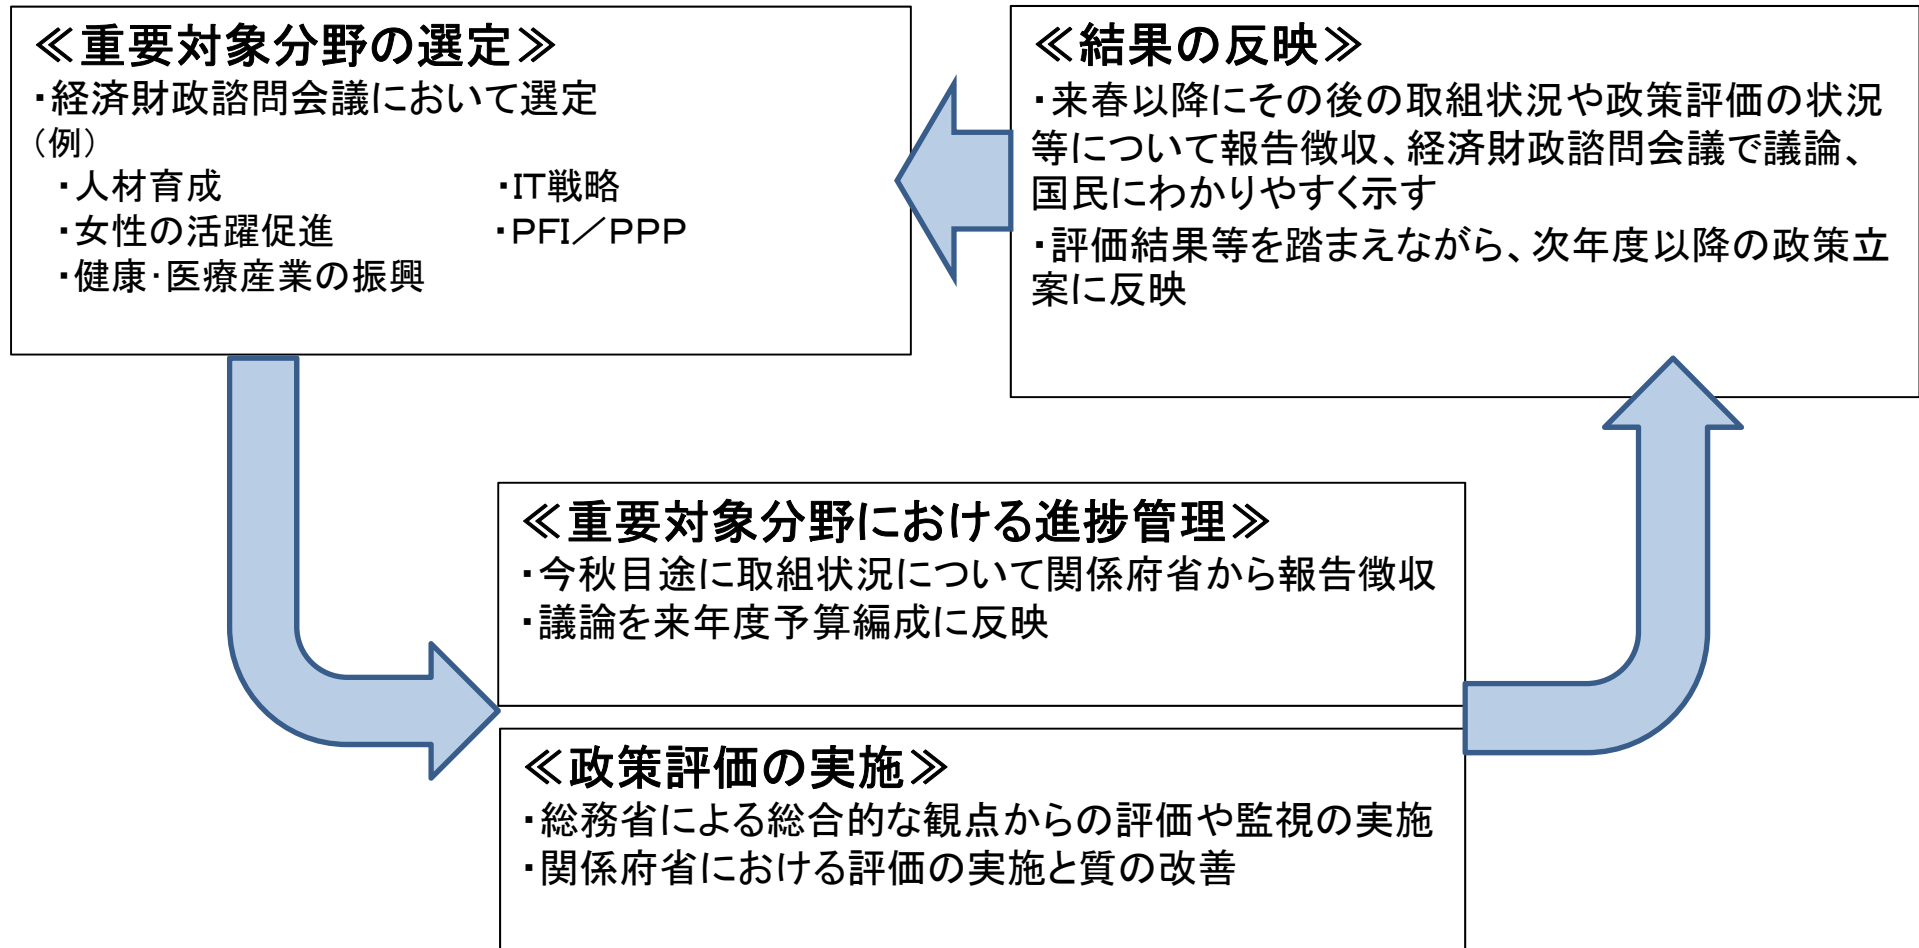 ≪重要対象分野の選定≫
・経済財政諮問会議において選定
（例）
・人材育成　・IT戦略
・女性の活躍促進　・PFI／PPP
・健康・医療産業の振興
≪結果の反映≫
・来春以降にその後の取組状況や政策評価の状況
等について報告徴収、経済財政諮問会議で議論、
国民にわかりやすく示す
・評価結果等を踏まえながら、次年度以降の政策立
案に反映
≪重要対象分野における進捗管理≫
・今秋目途に取組状況について関係府省から報告徴収
・議論を来年度予算編成に反映
≪政策評価の実施≫
・総務省による総合的な観点からの評価や監視の実施
・関係府省における評価の実施と質の改善